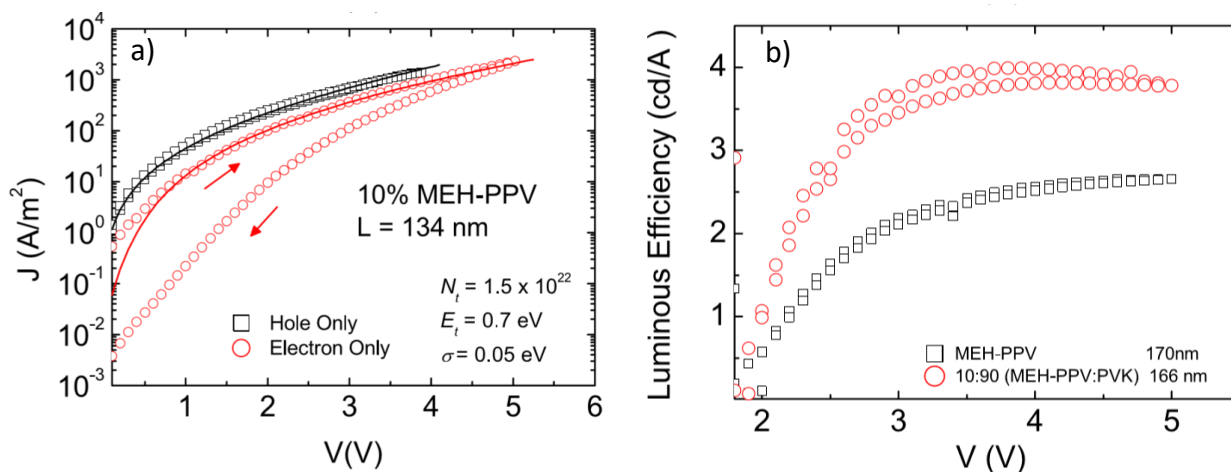 a)
J (A/m²)
10⁴
10³
10²
10¹
10⁰
10⁻¹
10⁻²
10⁻³
10% MEH-PPV
L = 134 nm
Nₜ = 1.5 x 10²²
Eₜ = 0.7 eV
σ = 0.05 eV
Hole Only
Electron Only
1 2 3 4 5 6
V(V)
b)
Luminous Efficiency (cd/A)
4
3
2
1
MEH-PPV 170nm
10:90 (MEH-PPV:PVK) 166 nm
2 3 4 5
V (V)